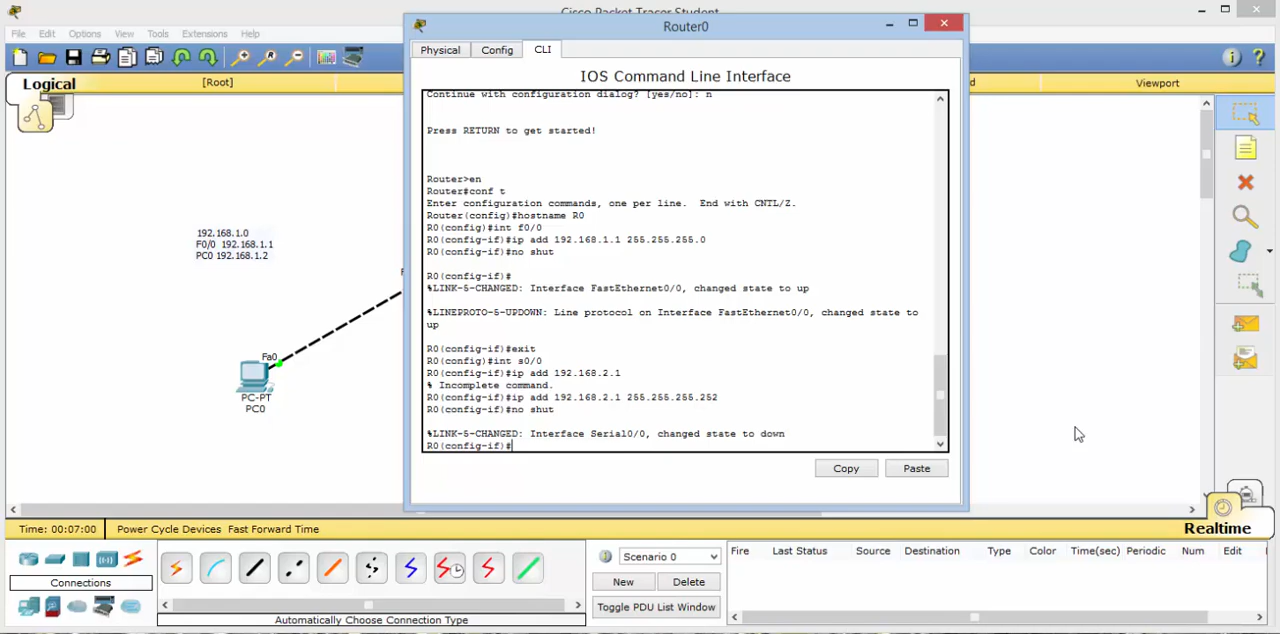 Cisco Packet Tracer Student
File Edit Options View Tools Extensions Help
Logical
[Root]
d
Viewport
Router0
Physical Config CLI
IOS Command Line Interface
Continue with configuration dialog? [yes/no]: n
Press RETURN to get started!
Router>en
Router#conf t
Enter configuration commands, one per line. End with CNTL/Z.
Router(config)#hostname R0
R0(config)#int f0/0
R0(config-if)#ip add 192.168.1.1 255.255.255.0
R0(config-if)#no shut
R0(config-if)#
%LINK-5-CHANGED: Interface FastEthernet0/0, changed state to up
%LINEPROTO-5-UPDOWN: Line protocol on Interface FastEthernet0/0, changed state to
up
R0(config-if)#exit
R0(config)#int s0/0
R0(config-if)#ip add 192.168.2.1
% Incomplete command.
R0(config-if)#ip add 192.168.2.1 255.255.255.252
R0(config-if)#no shut
%LINK-5-CHANGED: Interface Serial0/0, changed state to down
R0(config-if)#
Copy Paste
192.168.1.0
F0/0 192.168.1.1
PC0 192.168.1.2
Fa0
PC-PT
PC0
Time: 00:07:00 Power Cycle Devices Fast Forward Time
Realtime
Connections
Automatically Choose Connection Type
Scenario 0
New Delete
Toggle PDU List Window
Fire Last Status Source Destination Type Color Time(sec) Periodic Num Edit